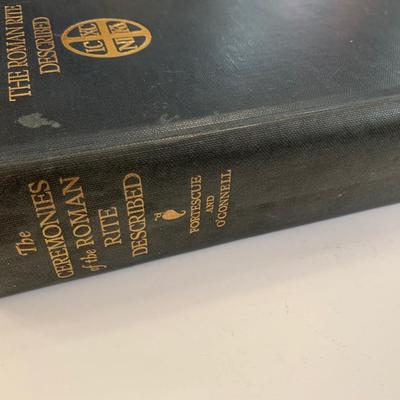 THE ROMAN RITE
DESCRIBED
IC XC
NI KA
The
CEREMONIES
of the ROMAN
RITE
DESCRIBED
FORTESCUE
AND
O'CONNELL